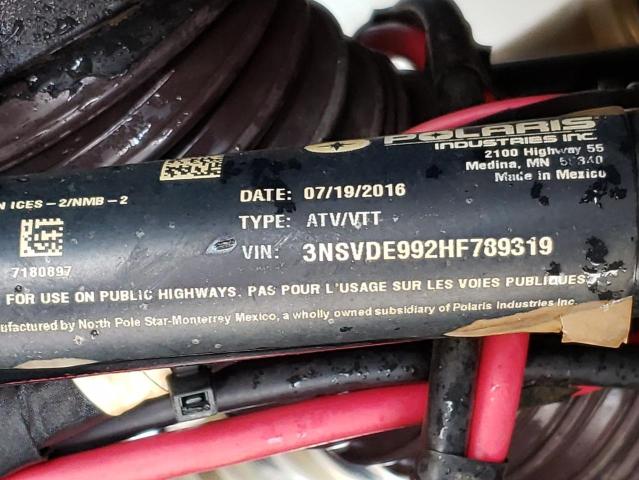 POLARIS
INDUSTRIES INC.
2100 Highway 55
Medina, MN 55340
Made in Mexico
ICES-2/NMB-2
DATE: 07/19/2016
TYPE: ATV/VTT
VIN: 3NSVDE992HF789319
7180897
FOR USE ON PUBLIC HIGHWAYS. PAS POUR L'USAGE SUR LES VOIES PUBLIQUES
by North Pole Star-Monterrey Mexico, a wholly owned subsidiary of Polaris Industries Inc.